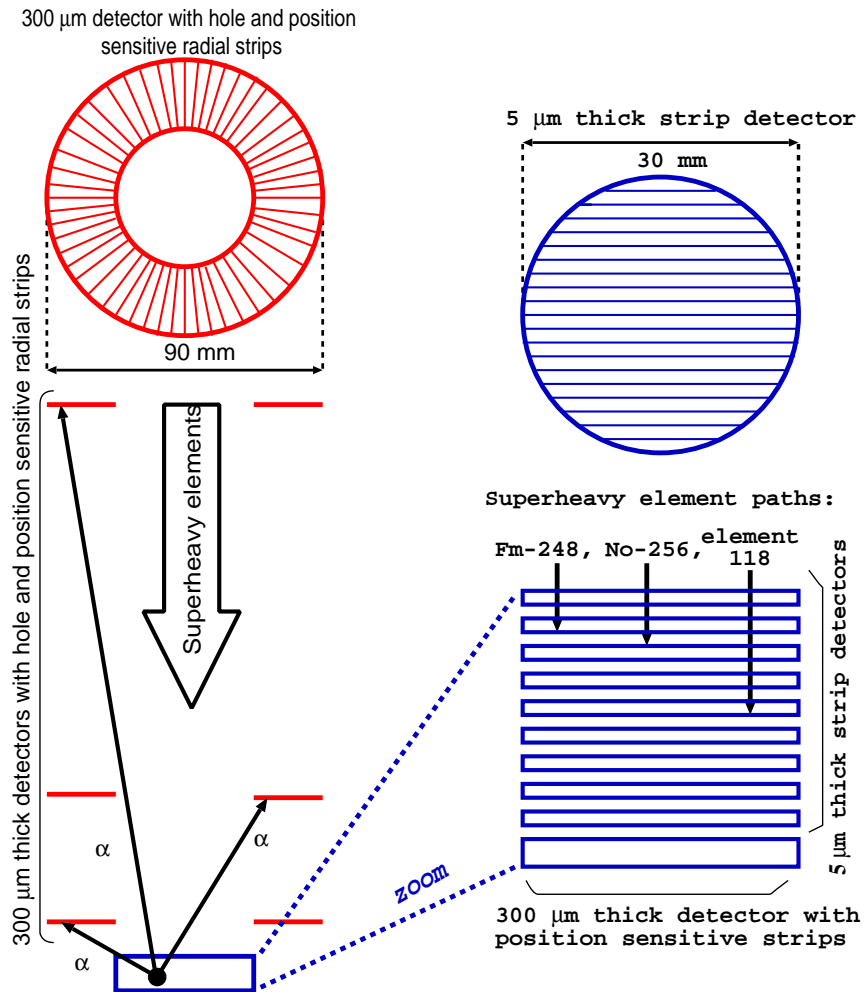 300 μm detector with hole and position
sensitive radial strips
90 mm
300 μm thick detectors with hole and position sensitive radial strips
Superheavy elements
α
α
α
5 μm thick strip detector
30 mm
Superheavy element paths:
Fm-248, No-256, element
118
5 μm thick strip detectors
zoom
300 μm thick detector with
position sensitive strips